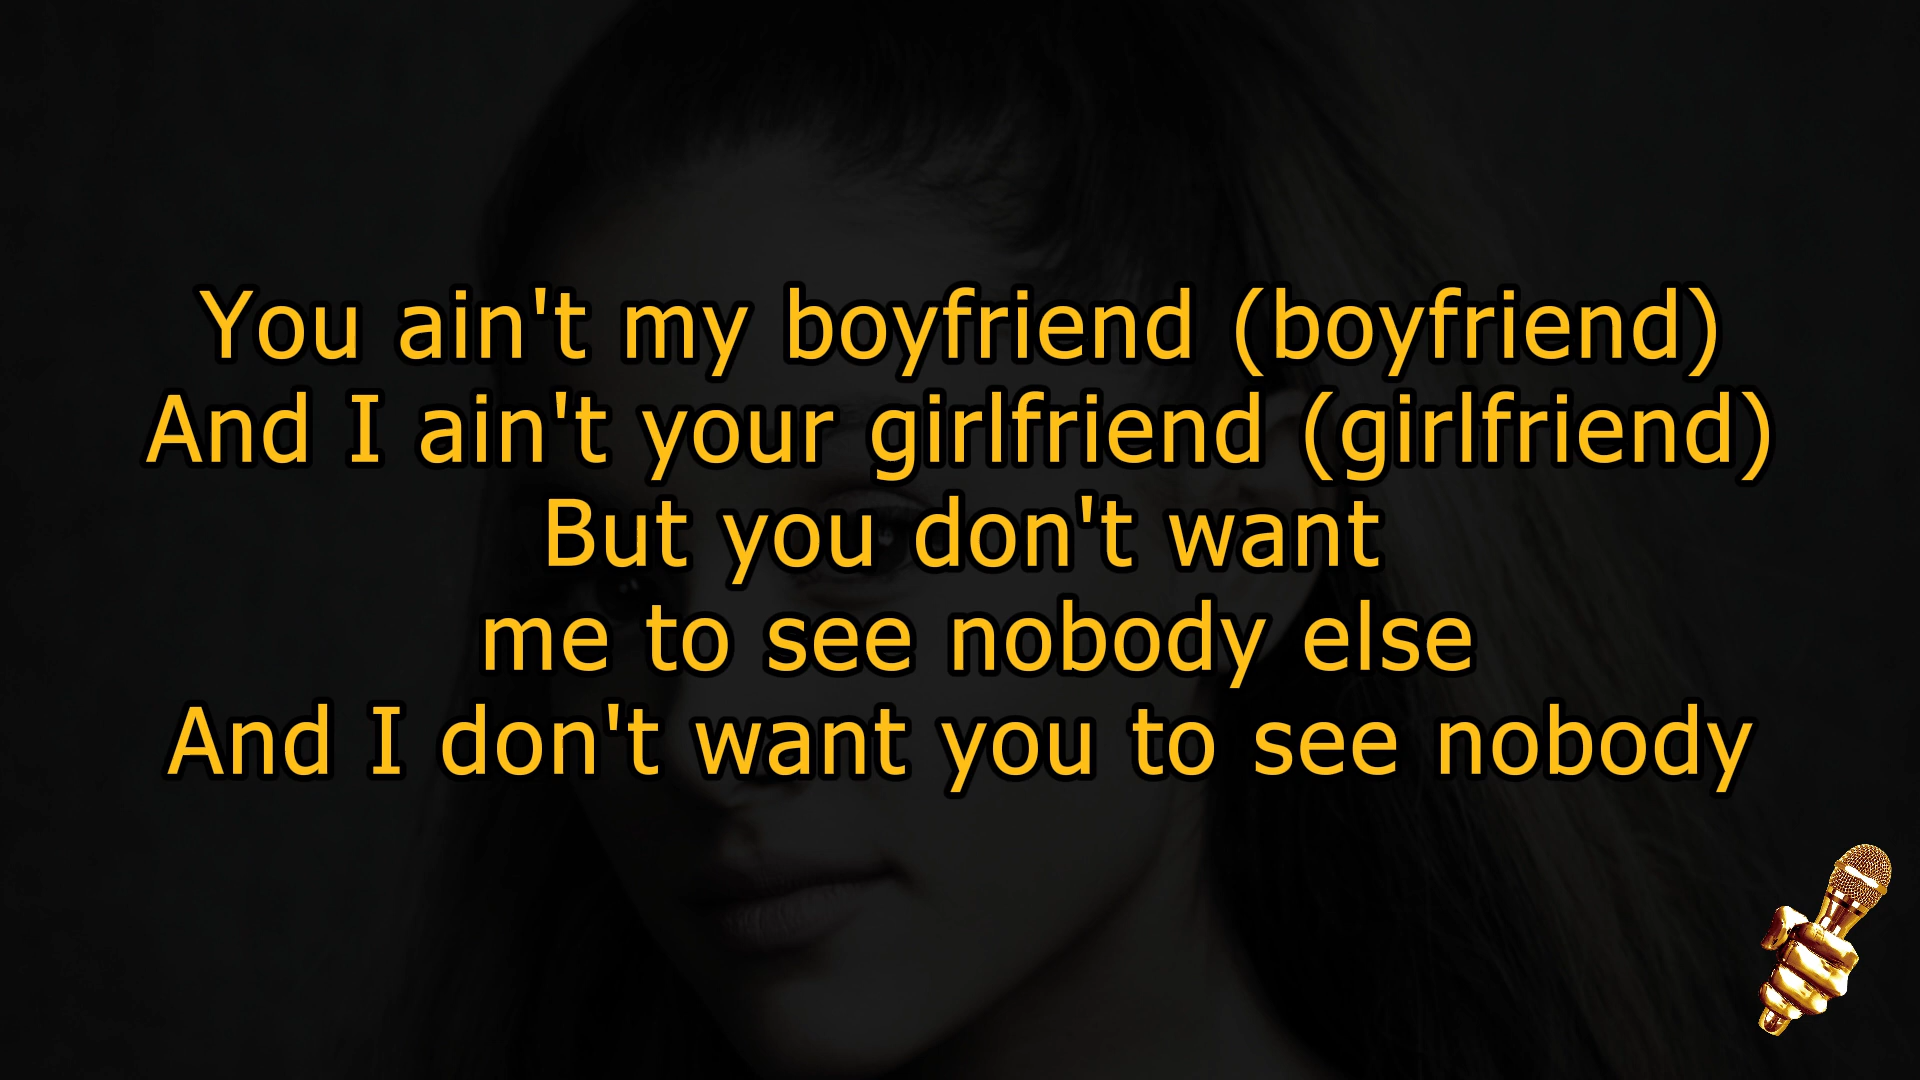 You ain't my boyfriend (boyfriend)
And I ain't your girlfriend (girlfriend)
But you don't want
me to see nobody else
And I don't want you to see nobody